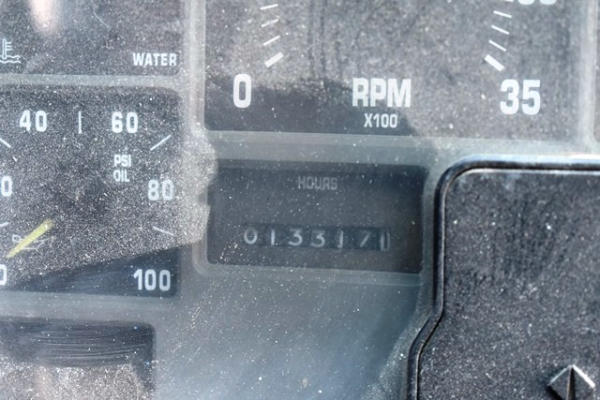 WATER
0
RPM
X100
35
40 60
PSI
OIL
80
100
HOURS
0133171